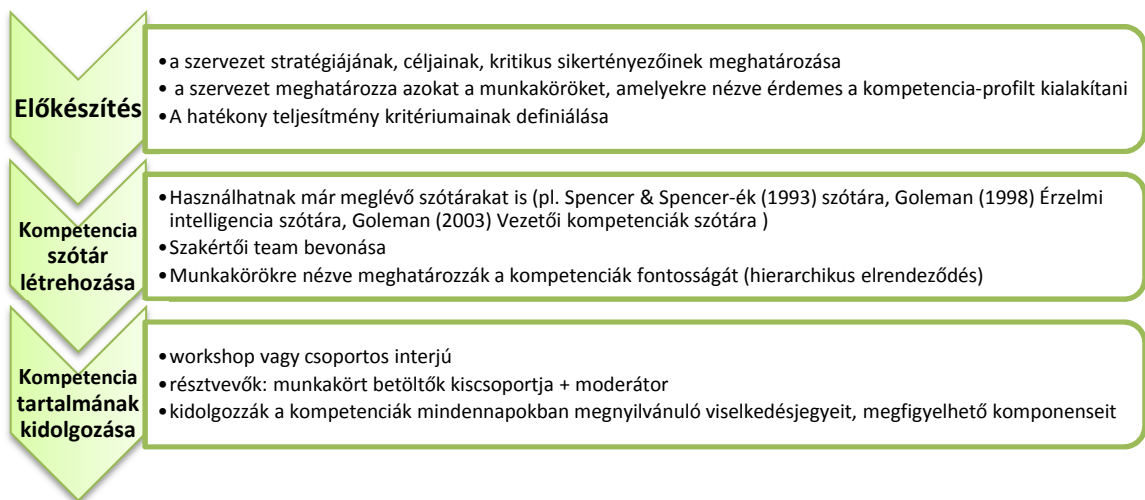 Előkészítés
•a szervezet stratégiájának, céljainak, kritikus sikertényezőinek meghatározása
• a szervezet meghatározza azokat a munkaköröket, amelyekre nézve érdemes a kompetencia-profilt kialakítani
•A hatékony teljesítmény kritériumainak definiálása
Kompetencia
szótár
létrehozása
•Használhatnak már meglévő szótárakat is (pl. Spencer & Spencer-ék (1993) szótára, Goleman (1998) Érzelmi
intelligencia szótára, Goleman (2003) Vezetői kompetenciák szótára )
•Szakértői team bevonása
•Munkakörökre nézve meghatározzák a kompetenciák fontosságát (hierarchikus elrendeződés)
Kompetencia
tartalmának
kidolgozása
•workshop vagy csoportos interjú
•résztvevők: munkakört betöltők kiscsoportja + moderátor
•kidolgozzák a kompetenciák mindennapokban megnyilvánuló viselkedésjegyeit, megfigyelhető komponenseit